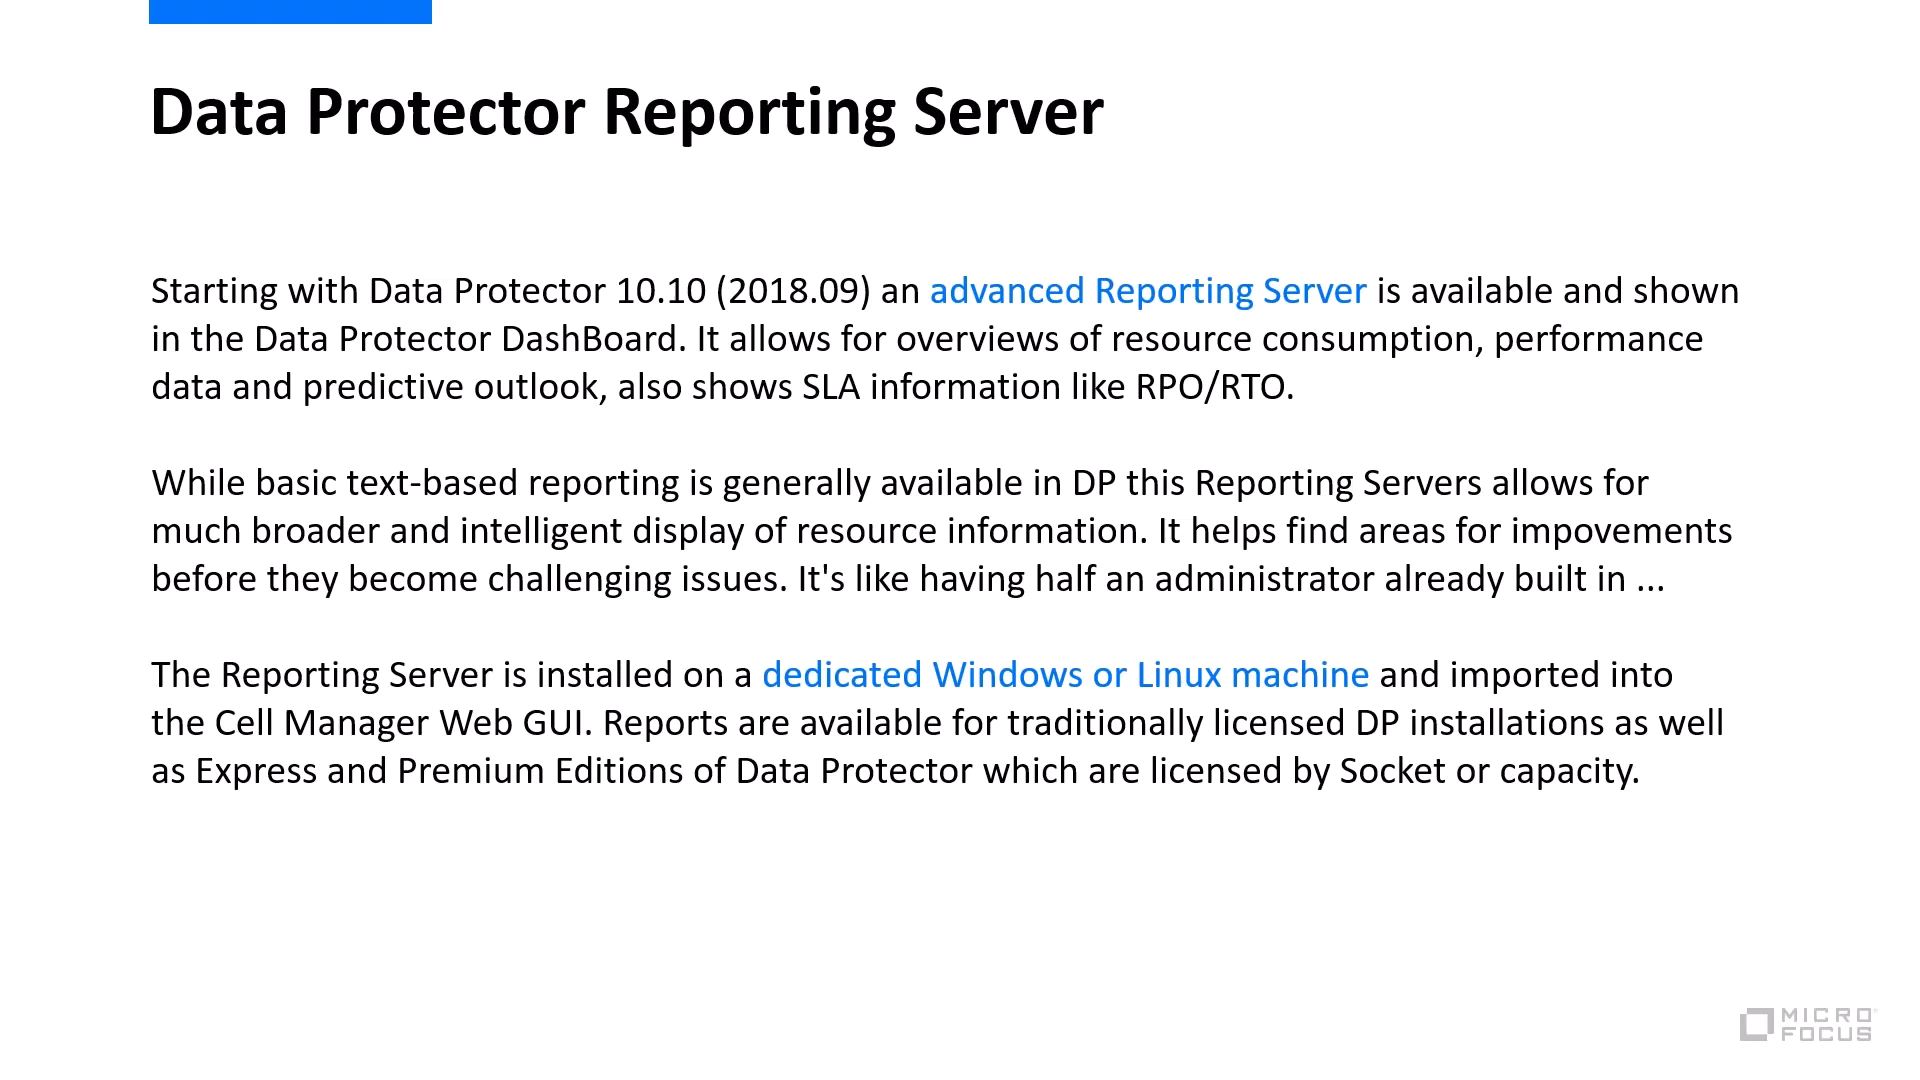 Data Protector Reporting Server
Starting with Data Protector 10.10 (2018.09) an advanced Reporting Server is available and shown
in the Data Protector DashBoard. It allows for overviews of resource consumption, performance
data and predictive outlook, also shows SLA information like RPO/RTO.
While basic text-based reporting is generally available in DP this Reporting Servers allows for
much broader and intelligent display of resource information. It helps find areas for impovements
before they become challenging issues. It's like having half an administrator already built in ...
The Reporting Server is installed on a dedicated Windows or Linux machine and imported into
the Cell Manager Web GUI. Reports are available for traditionally licensed DP installations as well
as Express and Premium Editions of Data Protector which are licensed by Socket or capacity.
MICRO
FOCUS